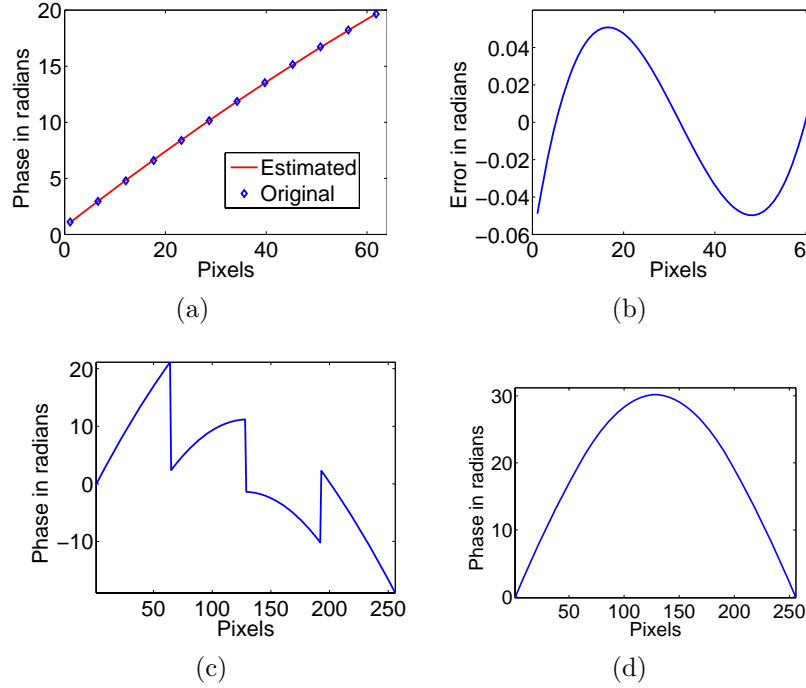 20
15
10
5
0
Phase in radians
Estimated
Original
0
20
40
60
Pixels
(a)
0.04
0.02
0
−0.02
−0.04
−0.06
Error in radians
0
20
40
Pixels
(b)
20
10
0
−10
Phase in radians
50
100
150
200
250
Pixels
(c)
30
20
10
0
Phase in radians
50
100
150
200
250
Pixels
(d)